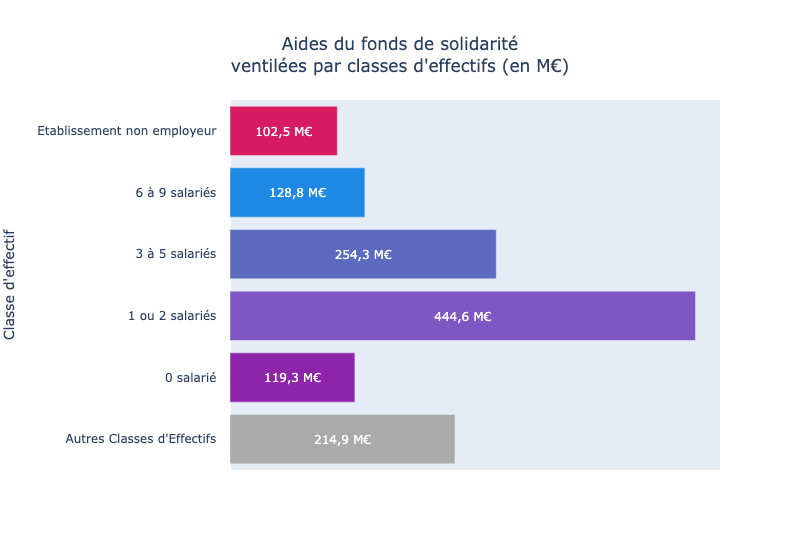 Aides du fonds de solidarité
ventilées par classes d'effectifs (en M€)
Classe d'effectif
Etablissement non employeur
102,5 M€
6 à 9 salariés
128,8 M€
3 à 5 salariés
254,3 M€
1 ou 2 salariés
444,6 M€
0 salarié
119,3 M€
Autres Classes d'Effectifs
214,9 M€